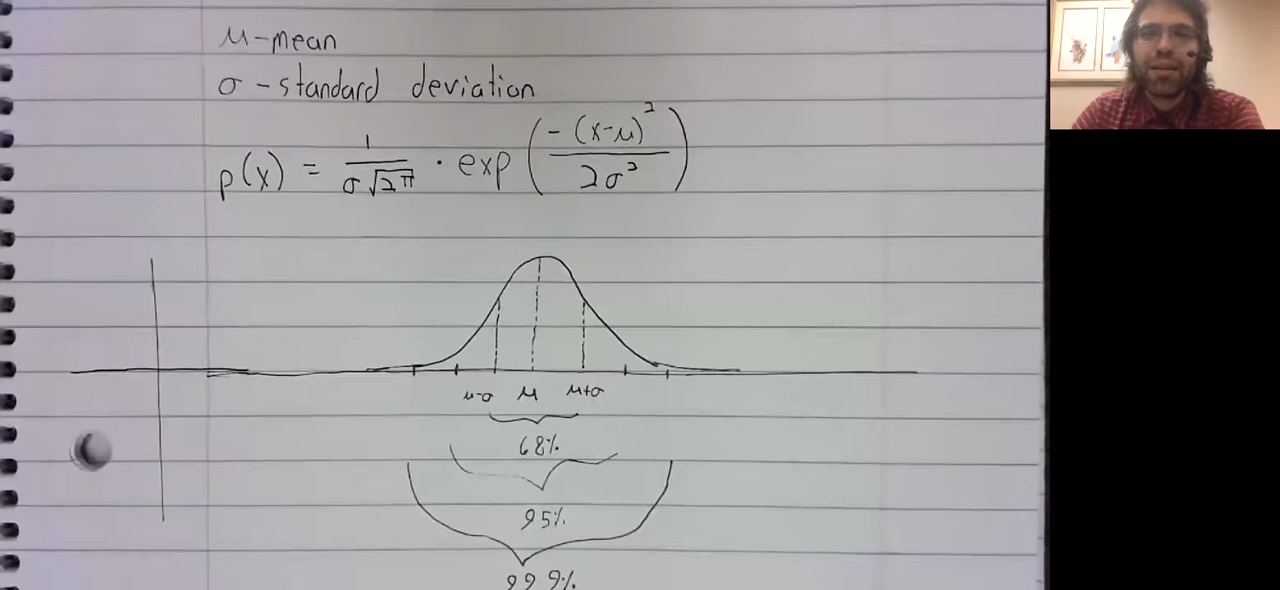 μ-mean
σ-standard deviation
p(x) = 1/(σ√2π) · exp(-(x-μ)²/2σ²)
μ-σ μ μ+σ
68%
95%
99 9%